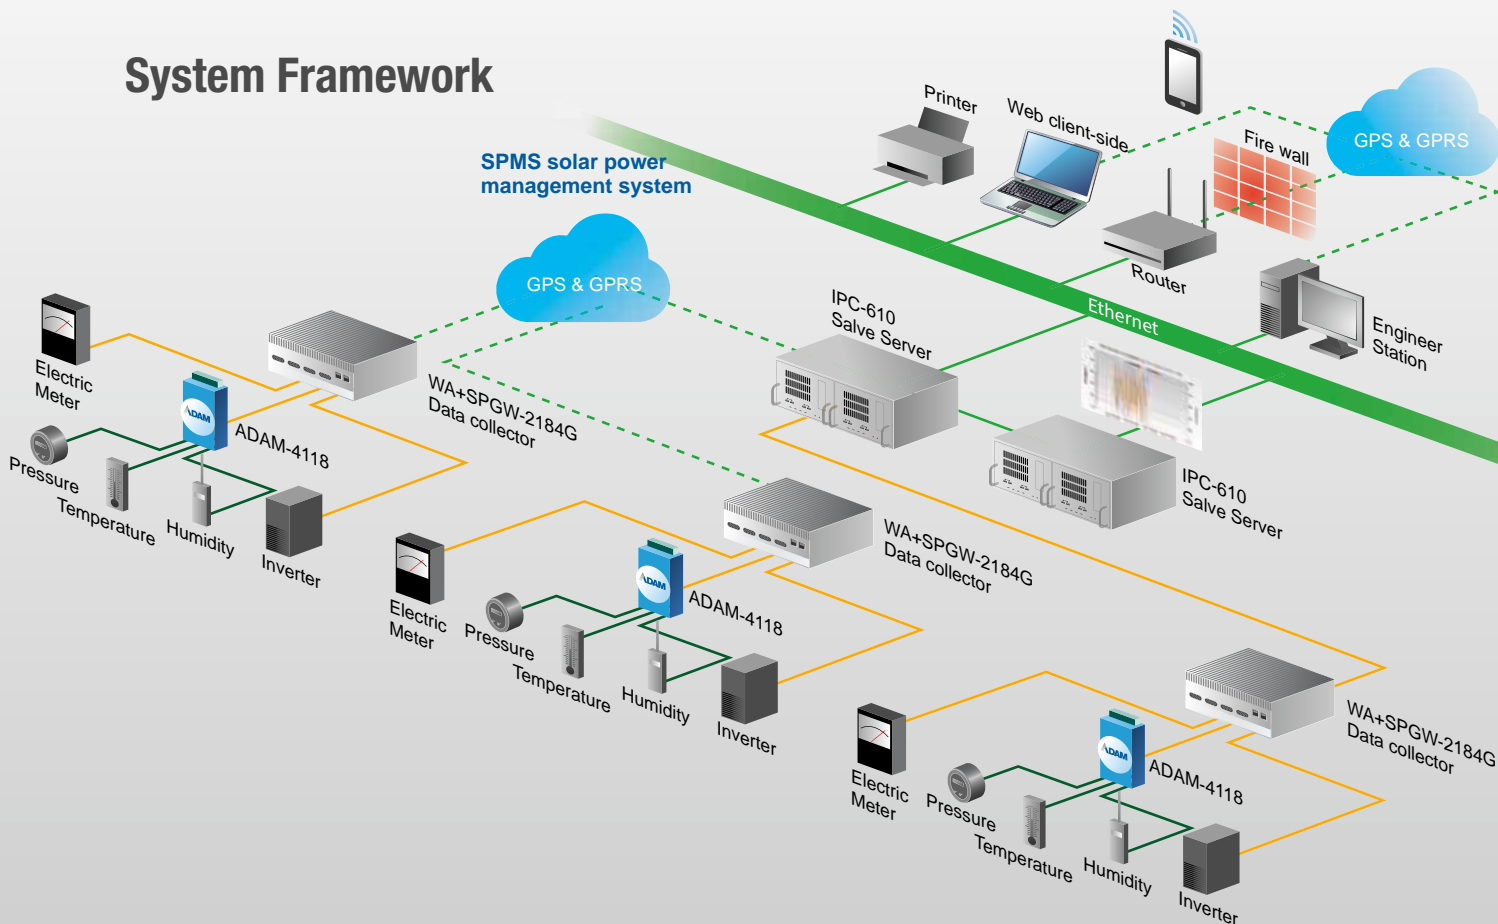 System Framework
SPMS solar power
management system
Printer
Web client-side
Fire wall
GPS & GPRS
Router
Ethernet
Engineer
Station
GPS & GPRS
IPC-610
Salve Server
IPC-610
Salve Server
Electric
Meter
ADAM
ADAM-4118
WA+SPGW-2184G
Data collector
Pressure
Temperature
Humidity
Inverter
Electric
Meter
ADAM
ADAM-4118
WA+SPGW-2184G
Data collector
Pressure
Temperature
Humidity
Inverter
Electric
Meter
ADAM
ADAM-4118
WA+SPGW-2184G
Data collector
Pressure
Temperature
Humidity
Inverter